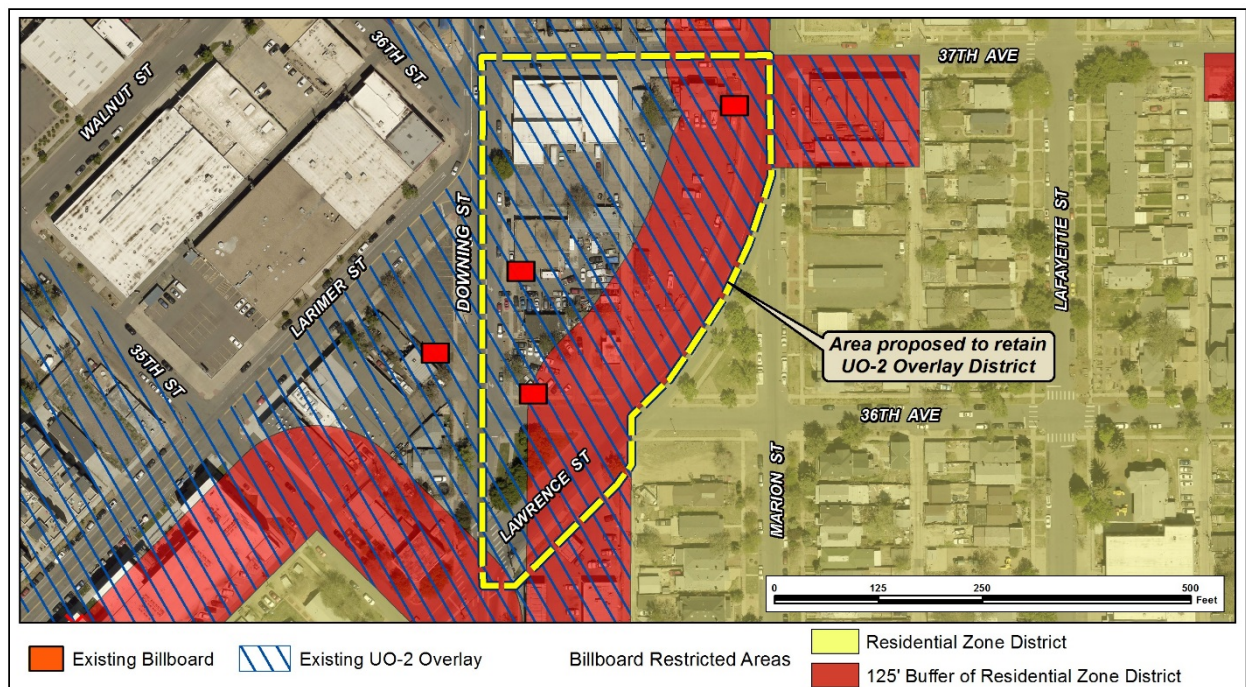 37TH AVE
36TH ST
WALNUT ST
DOWNING ST
LAFAYETTE ST
LARIMER ST
35TH ST
Area proposed to retain
UO-2 Overlay District
36TH AVE
LAWRENCE ST
MARION ST
0 125 250 500
Feet
Existing Billboard
Existing UO-2 Overlay
Billboard Restricted Areas
Residential Zone District
125' Buffer of Residential Zone District